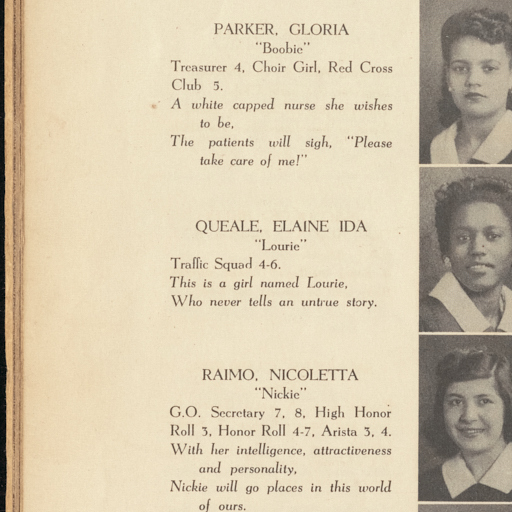 PARKER, GLORIA
"Boobie"
Treasurer 4, Choir Girl, Red Cross
Club 5.
A white capped nurse she wishes
to be,
The patients will sigh, "Please
take care of me!"
QUEALE, ELAINE IDA
"Lourie"
Traffic Squad 4-6.
This is a girl named Lourie,
Who never tells an untrue story.
RAIMO, NICOLETTA
"Nickie"
G.O. Secretary 7, 8, High Honor
Roll 3, Honor Roll 4-7, Arista 3, 4.
With her intelligence, attractiveness
and personality,
Nickie will go places in this world
of ours.